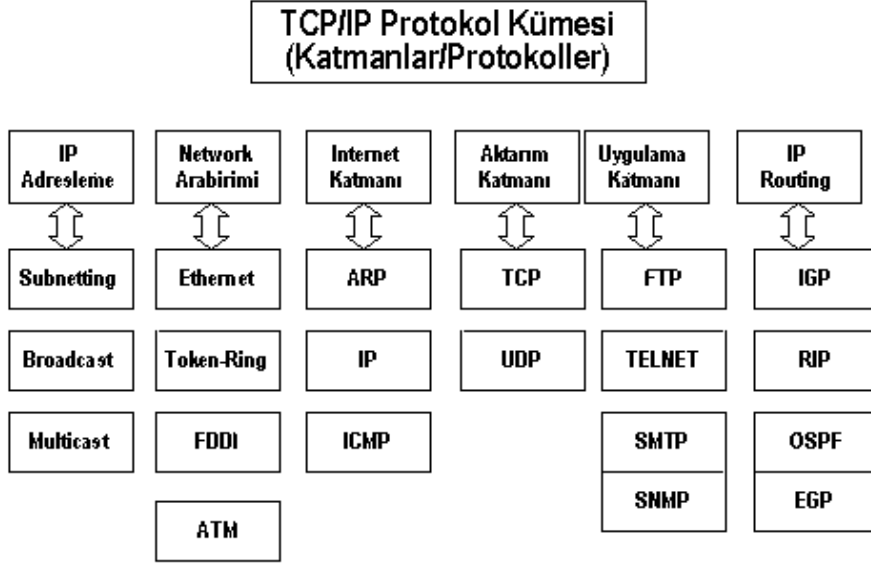 TCP/IP Protokol Kümesi
(Katmanlar/Protokoller)
IP
Adresleme
Network
Arabirimi
Internet
Katmanı
Aktarım
Katmanı
Uygulama
Katmanı
IP
Routing
Subnetting
Ethernet
ARP
TCP
FTP
IGP
Broadcast
Token-Ring
IP
UDP
TELNET
RIP
Multicast
FDDI
ICMP
SMTP
OSPF
SNMP
EGP
ATM